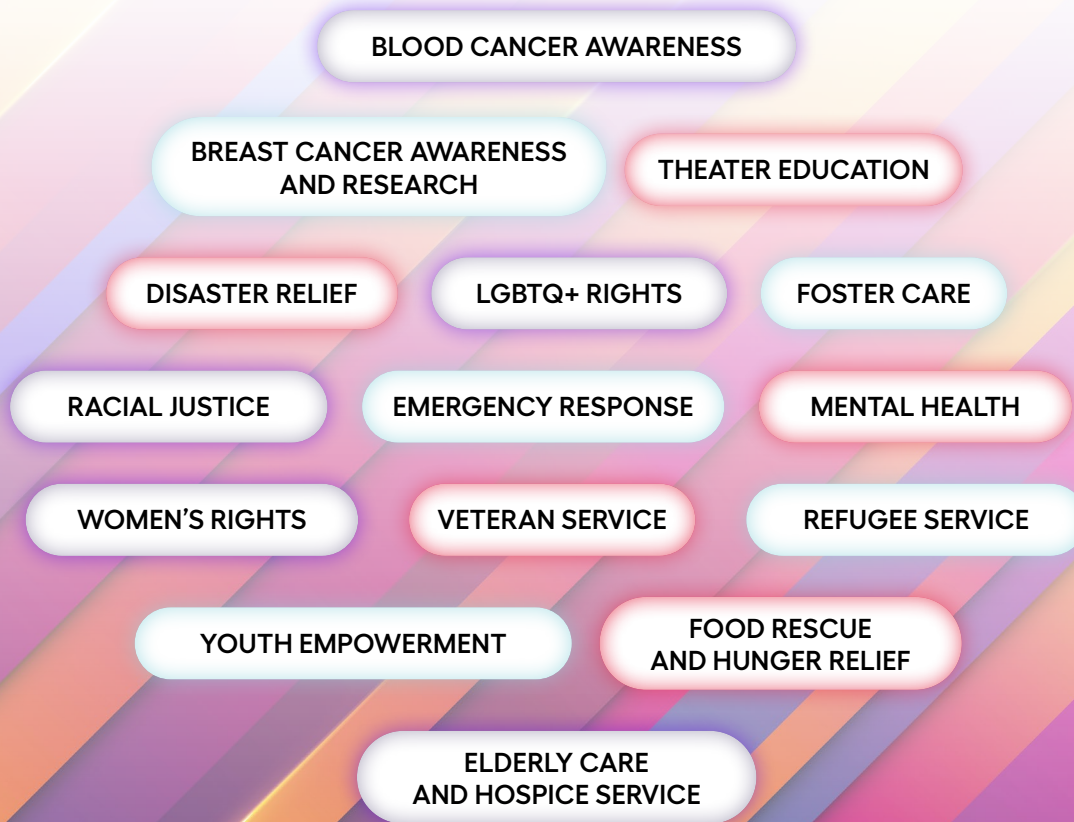 BLOOD CANCER AWARENESS
BREAST CANCER AWARENESS
AND RESEARCH
THEATER EDUCATION
DISASTER RELIEF
LGBTQ+ RIGHTS
FOSTER CARE
RACIAL JUSTICE
EMERGENCY RESPONSE
MENTAL HEALTH
WOMEN’S RIGHTS
VETERAN SERVICE
REFUGEE SERVICE
YOUTH EMPOWERMENT
FOOD RESCUE
AND HUNGER RELIEF
ELDERLY CARE
AND HOSPICE SERVICE